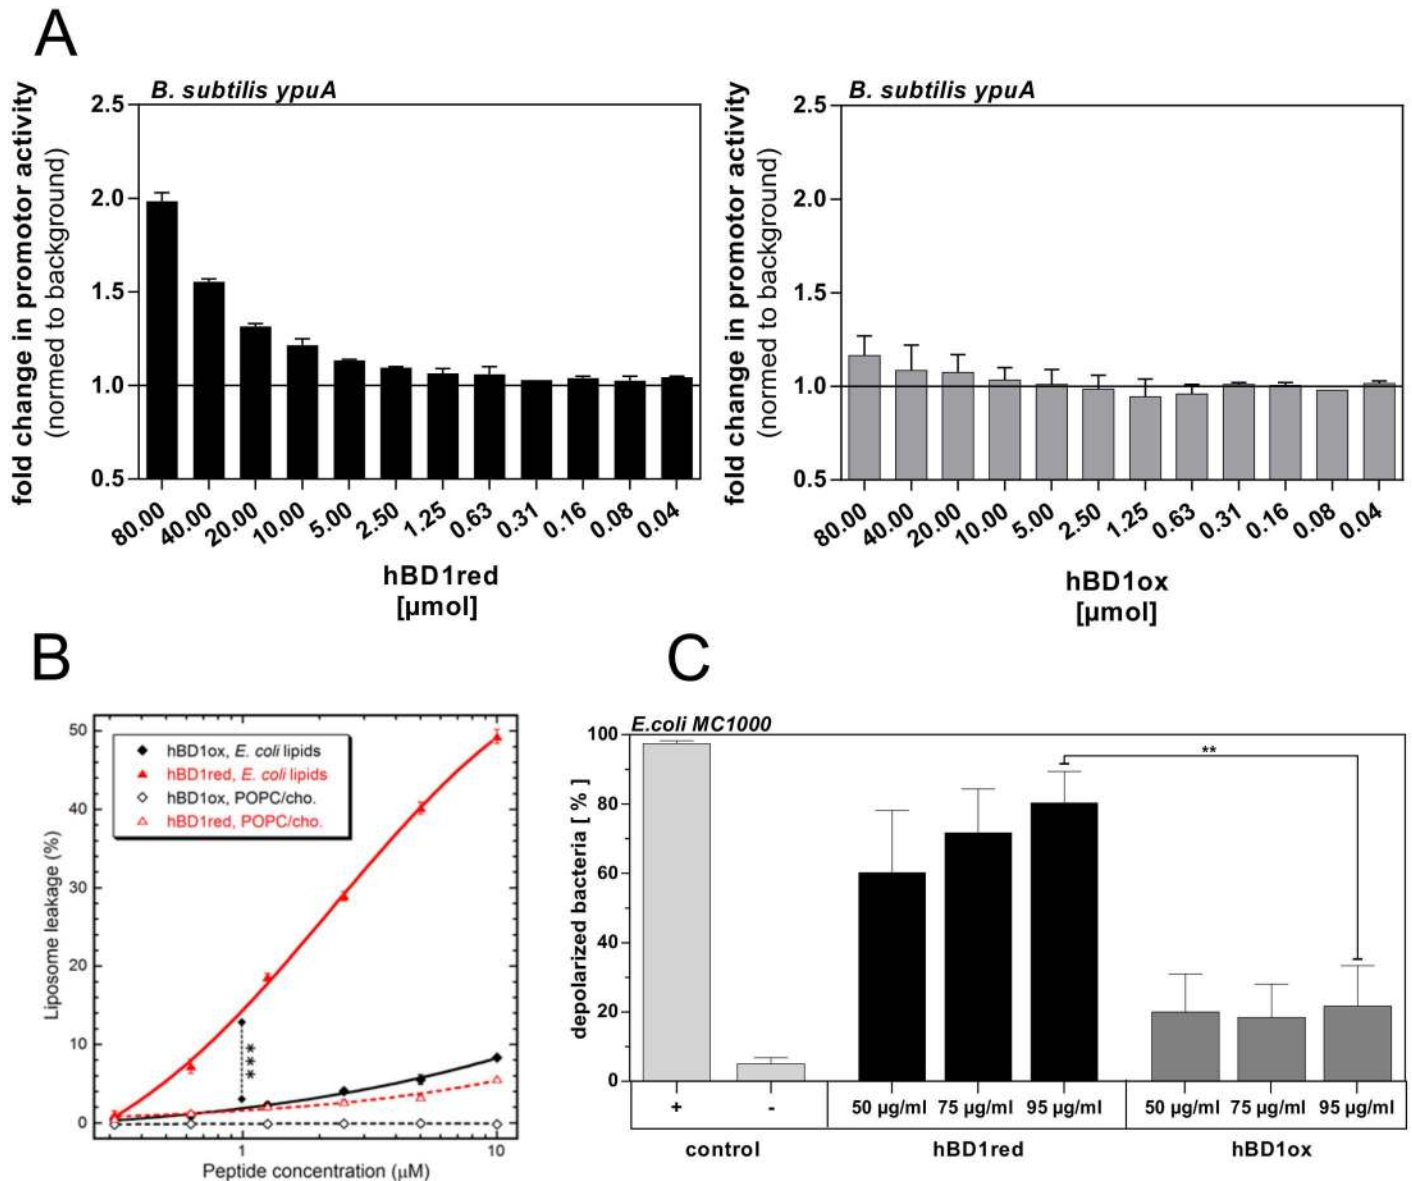 A
B. subtilis ypuA
fold change in promotor activity
(normed to background)
2.5
2.0
1.5
1.0
0.5
80.00
40.00
20.00
10.00
5.00
2.50
1.25
0.63
0.31
0.16
0.08
0.04
hBD1red
[µmol]
B. subtilis ypuA
fold change in promotor activity
(normed to background)
2.5
2.0
1.5
1.0
0.5
80.00
40.00
20.00
10.00
5.00
2.50
1.25
0.63
0.31
0.16
0.08
0.04
hBD1ox
[µmol]
B
Liposome leakage (%)
50
40
30
20
10
0
hBD1ox, E. coli lipids
hBD1red, E. coli lipids
hBD1ox, POPC/cho.
hBD1red, POPC/cho.
***
1
10
Peptide concentration (µM)
C
E.coli MC1000
depolarized bacteria [ % ]
100
80
60
40
20
0
**
+
-
50 µg/ml
75 µg/ml
95 µg/ml
50 µg/ml
75 µg/ml
95 µg/ml
control
hBD1red
hBD1ox